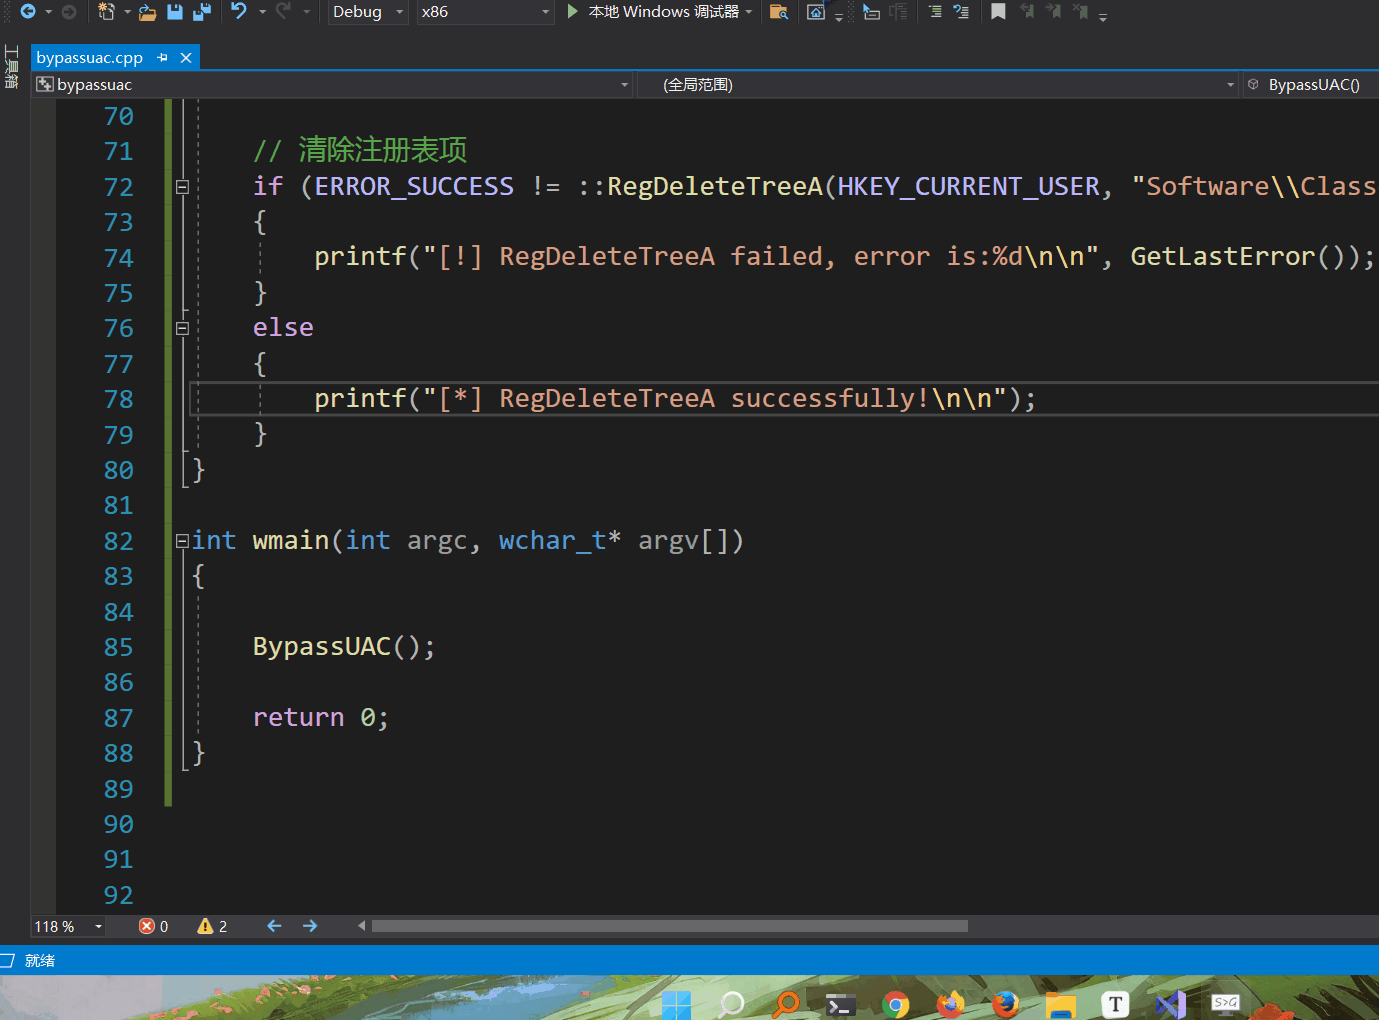 Debug x86 本地 Windows 调试器
工具箱
bypassuac.cpp
bypassuac (全局范围) BypassUAC()
70
71 // 清除注册表项
72 if (ERROR_SUCCESS != ::RegDeleteTreeA(HKEY_CURRENT_USER, "Software\\Class
73 {
74 printf("[!] RegDeleteTreeA failed, error is:%d\n\n", GetLastError());
75 }
76 else
77 {
78 printf("[*] RegDeleteTreeA successfully!\n\n");
79 }
80 }
81
82 int wmain(int argc, wchar_t* argv[])
83 {
84
85 BypassUAC();
86
87 return 0;
88 }
89
90
91
92
118 % 0 2
就绪
T S>G